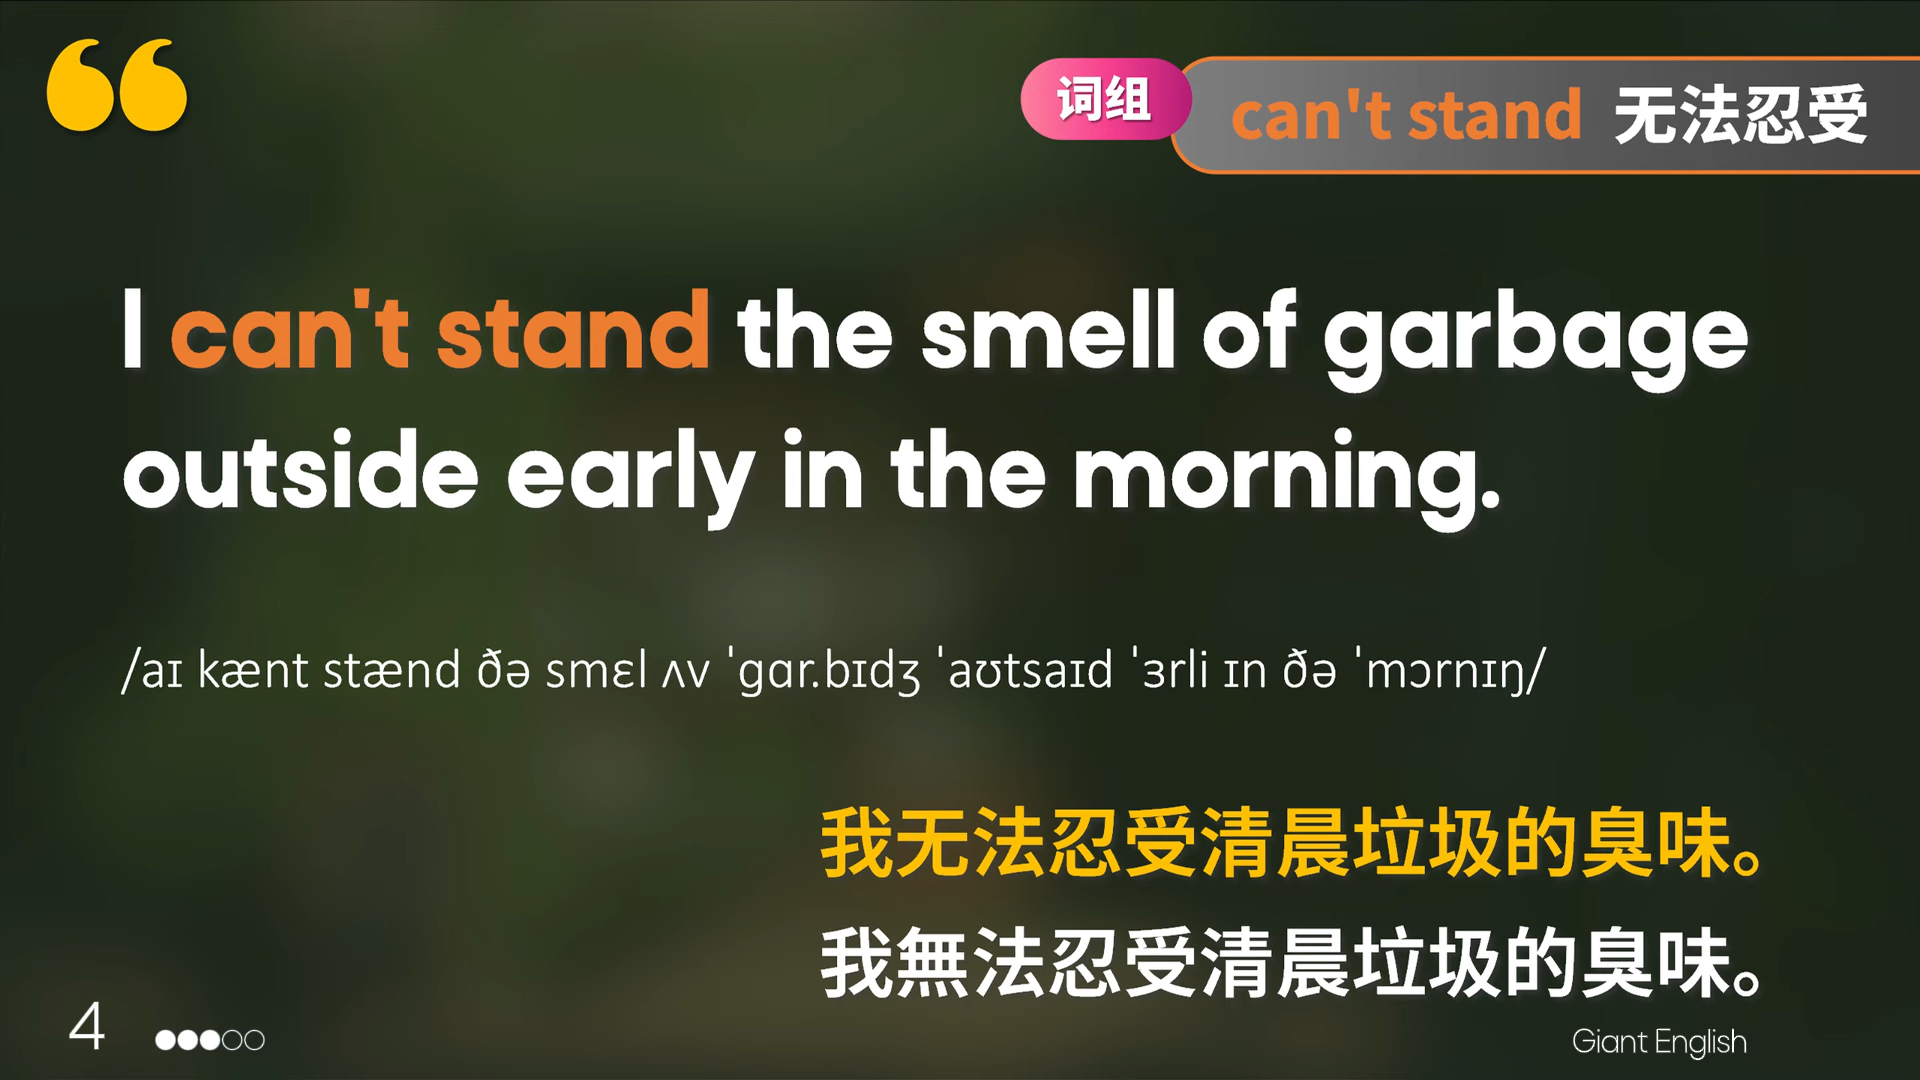 词组
can't stand 无法忍受
I can't stand the smell of garbage
outside early in the morning.
/aɪ kænt stænd ðə smɛl ʌv ˈɡɑr.bɪdʒ ˈaʊtsaɪd ˈɜrli ɪn ðə ˈmɔrnɪŋ/
我无法忍受清晨垃圾的臭味。
我無法忍受清晨垃圾的臭味。
4
Giant English